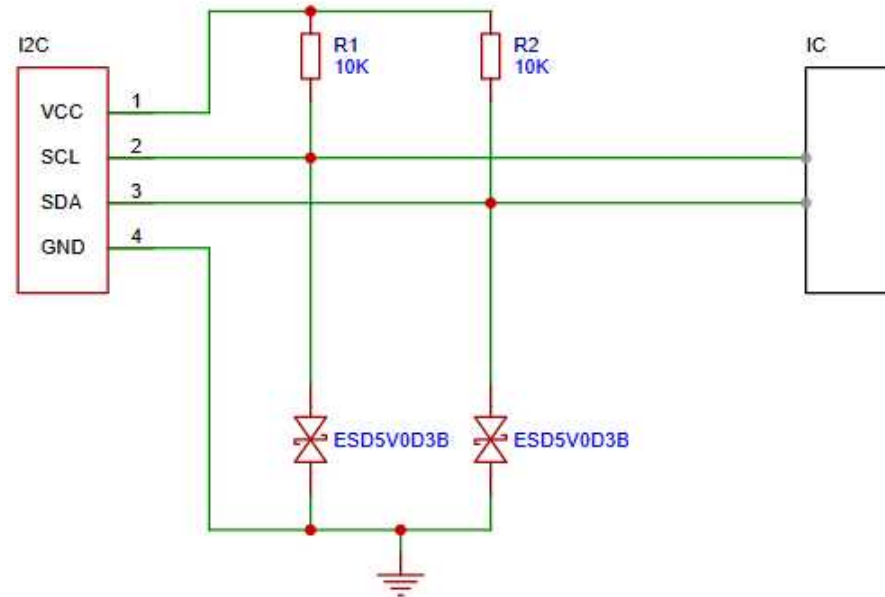 I2C
VCC 1
SCL 2
SDA 3
GND 4
R1
10K
R2
10K
IC
ESD5V0D3B
ESD5V0D3B